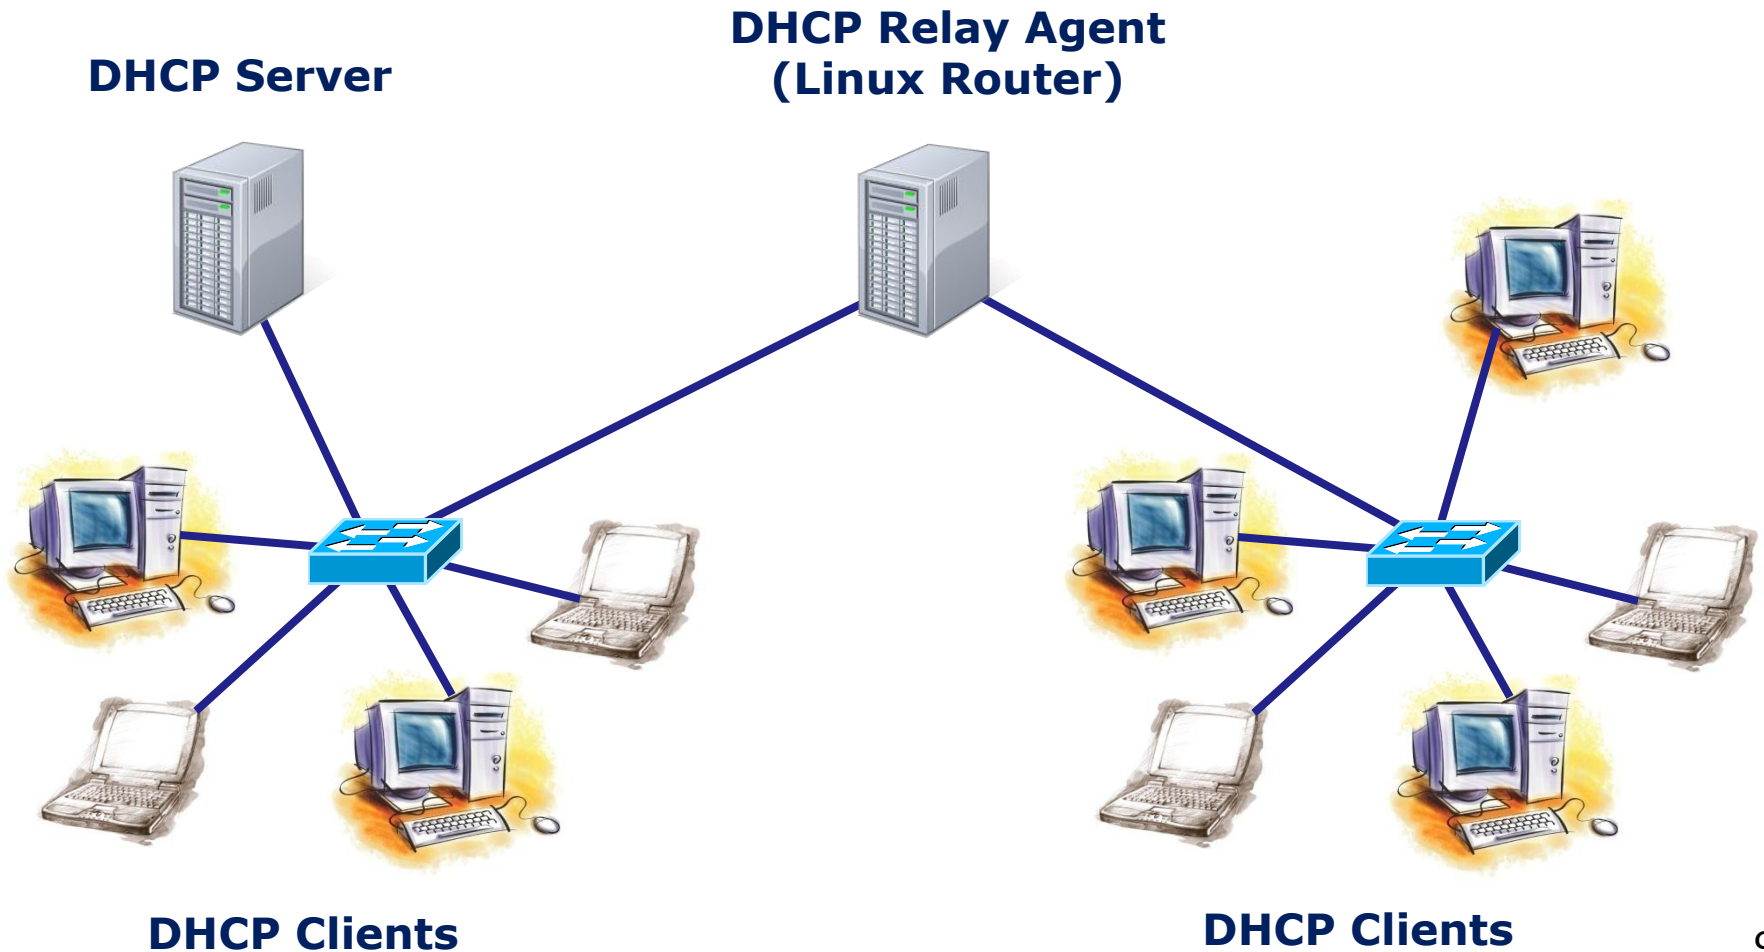 DHCP Relay Agent
(Linux Router)
DHCP Server
DHCP Clients
DHCP Clients